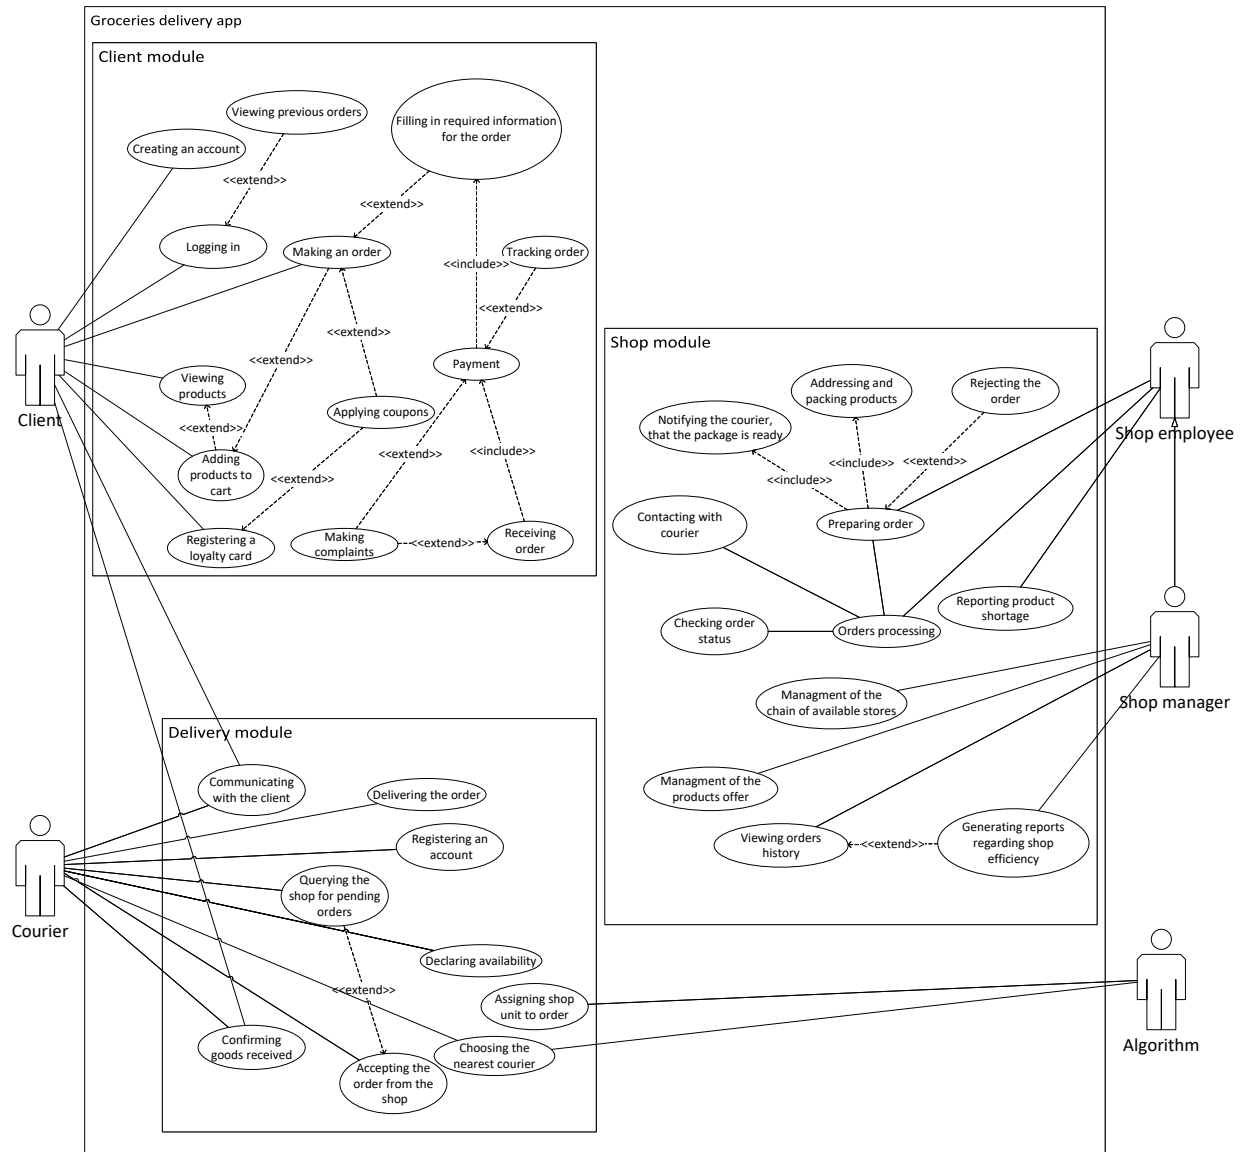 Groceries delivery app
Client module
Viewing previous orders
Filling in required information
for the order
Creating an account
<<extend>>
<<extend>>
Logging in
Making an order
Tracking order
<<include>>
<<extend>>
<<extend>>
<<extend>>
Payment
Viewing
products
Client
Applying coupons
<<extend>>
Adding
products to
cart
<<extend>>
<<extend>>
<<include>>
Registering a
loyalty card
Making
complaints
<<extend>>
Receiving
order
Shop module
Addressing and
packing products
Rejecting the
order
Notifying the courier,
that the package is ready
Shop employee
<<include>>
<<extend>>
<<include>>
Contacting with
courier
Preparing order
Reporting product
shortage
Checking order
status
Orders processing
Managment of the
chain of available stores
Shop manager
Managment of the
products offer
Viewing orders
history
<<extend>>
Generating reports
regarding shop
efficiency
Delivery module
Communicating
with the client
Delivering the order
Registering an
account
Querying the
shop for pending
orders
Courier
Declaring availability
<<extend>>
Assigning shop
unit to order
Confirming
goods received
Choosing the
nearest courier
Accepting the
order from the
shop
Algorithm